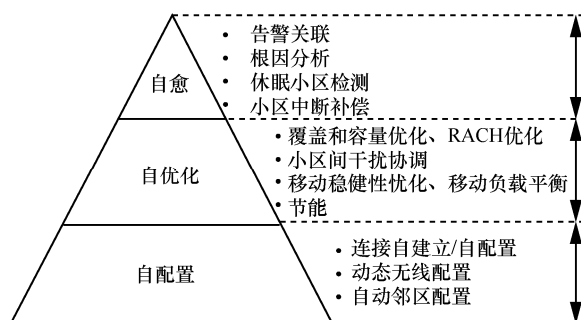 • 告警关联
• 根因分析
自愈
• 休眠小区检测
• 小区中断补偿
• 覆盖和容量优化、RACH优化
• 小区间干扰协调
自优化
• 移动稳健性优化、移动负载平衡
• 节能
• 连接自建立/自配置
自配置
• 动态无线配置
• 自动邻区配置